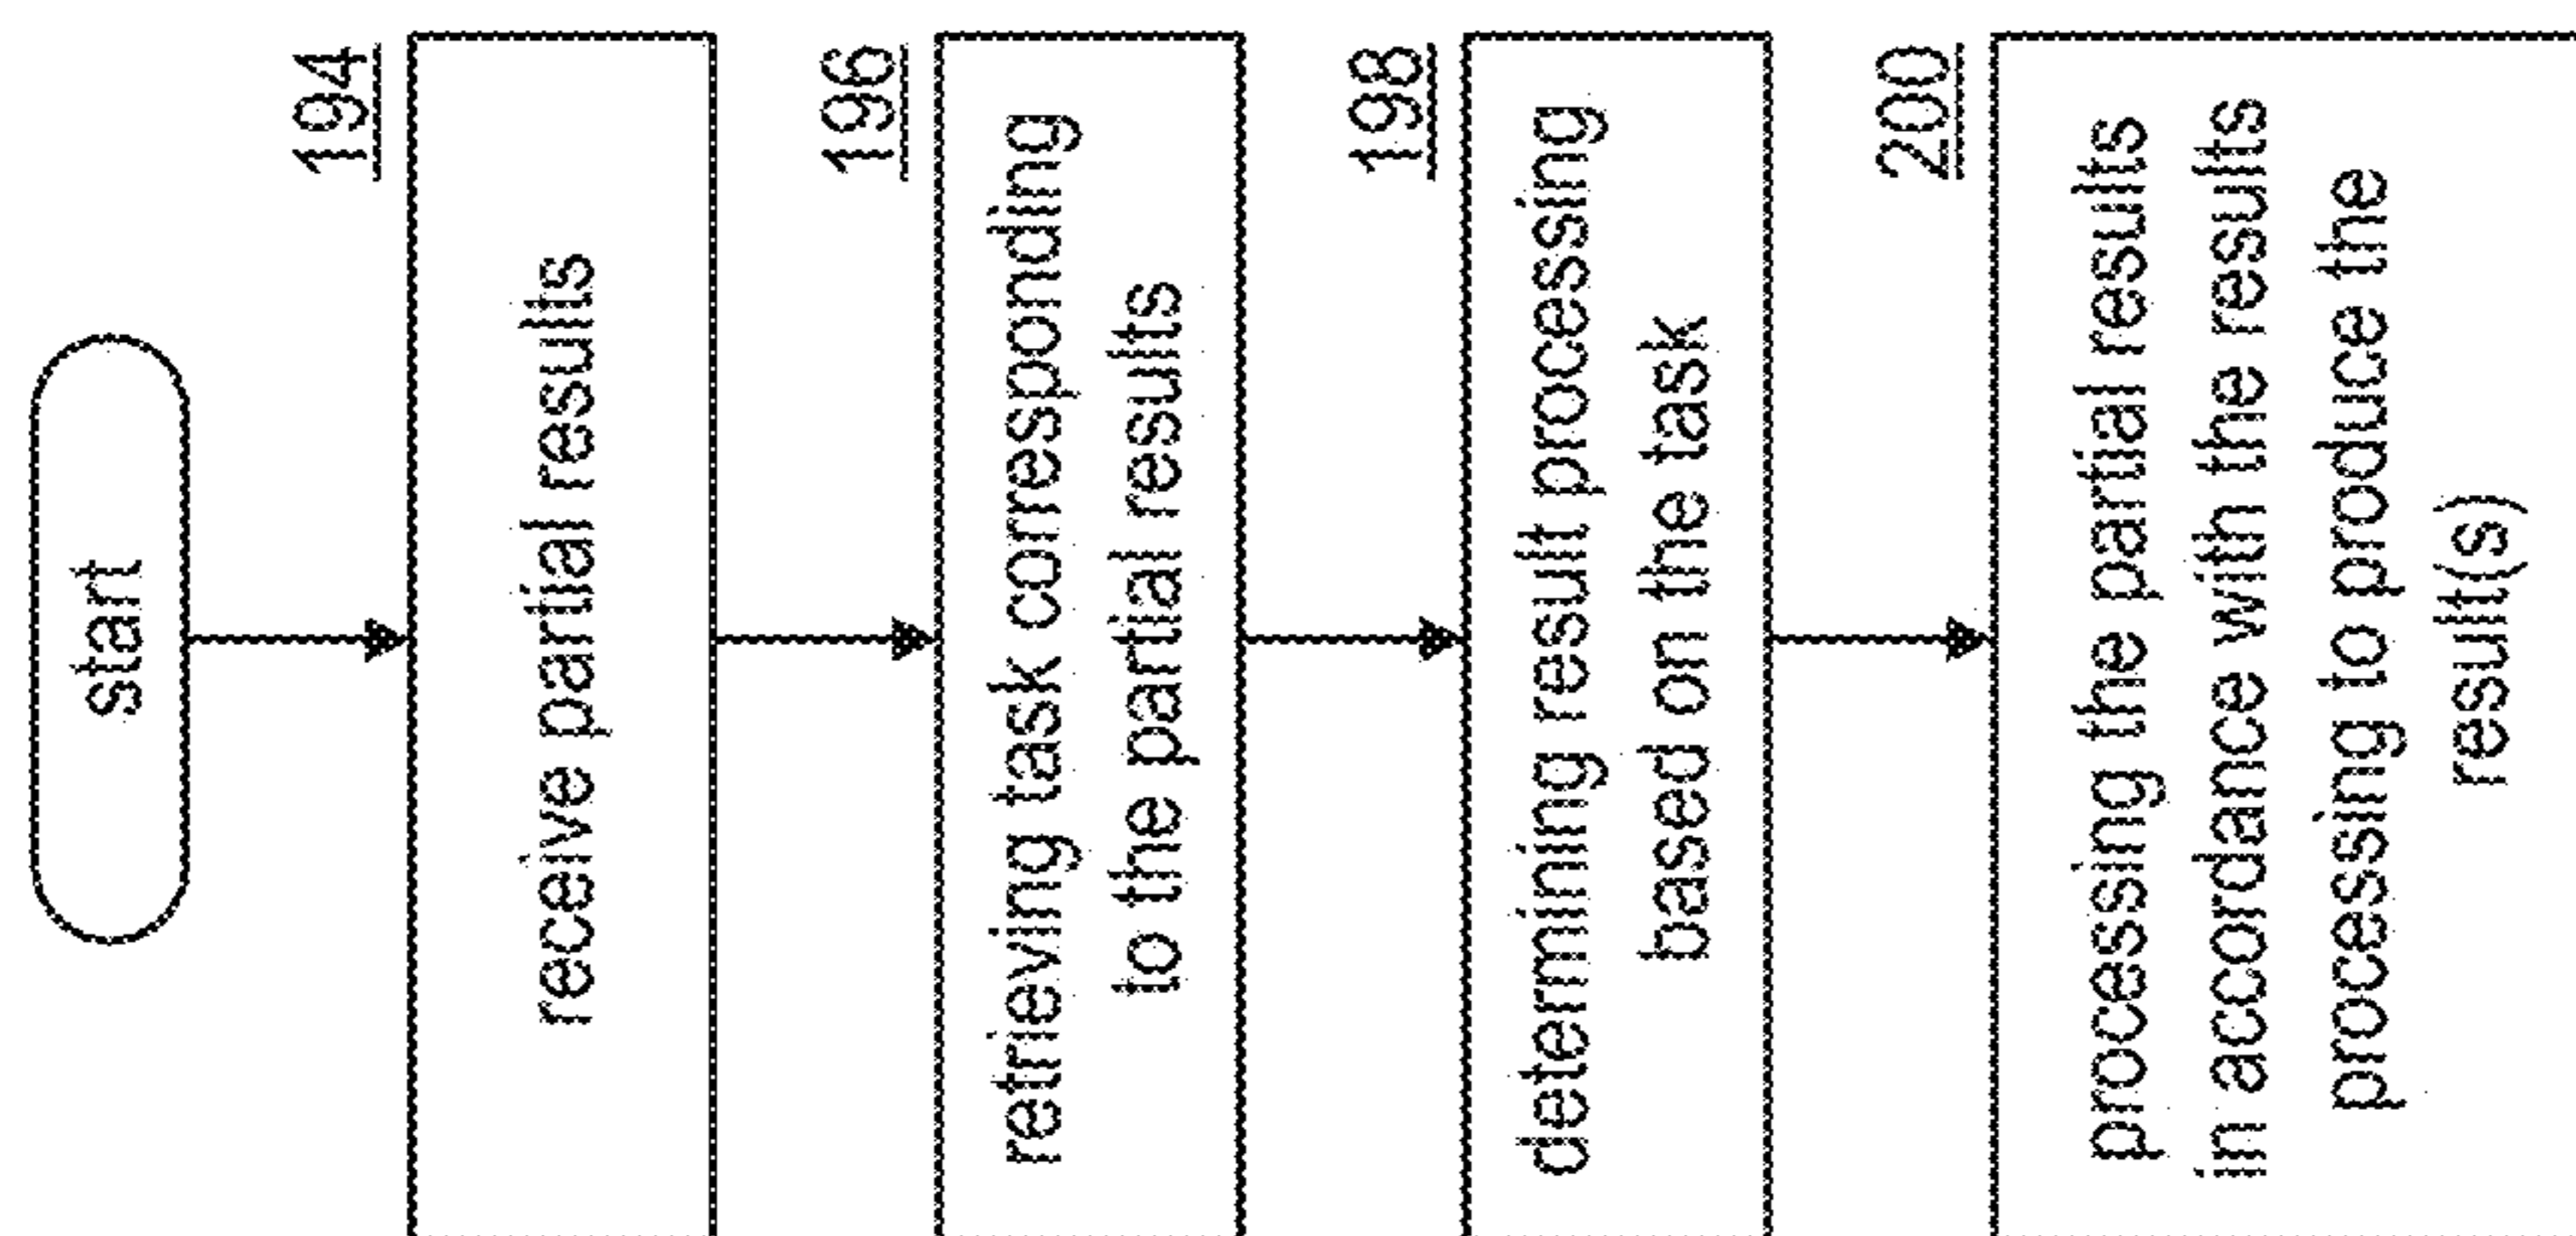 start
194
receive partial results
196
retrieving task corresponding
to the partial results
198
determining result processing
based on the task
200
processing the partial results
in accordance with the results
processing to produce the
result(s)